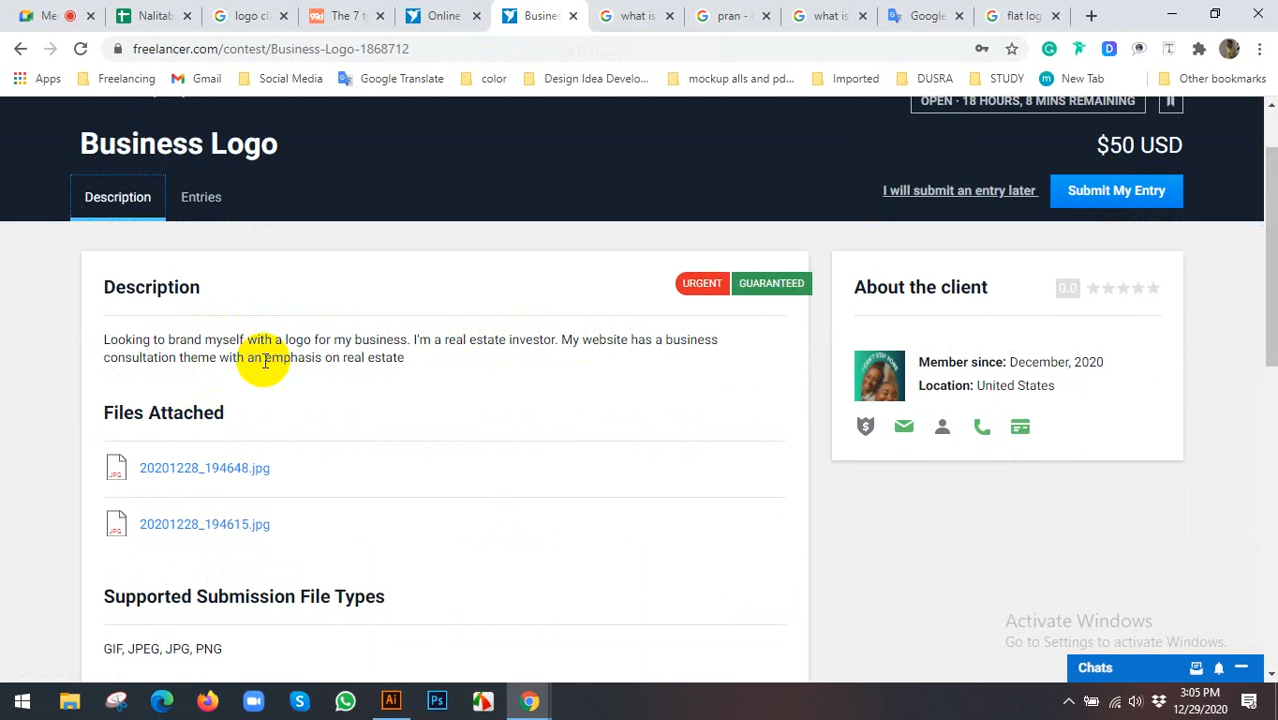 Me
Nalitab
logo cl
99d
The 7 ty
Online
Busines
what is
pran -
what is
Google
flat log
freelancer.com/contest/Business-Logo-1868712
Apps
Freelancing
Gmail
Social Media
Google Translate
color
Design Idea Develo...
mockup alls and pd...
Imported
DUSRA
STUDY
New Tab
Other bookmarks
OPEN · 18 HOURS, 8 MINS REMAINING
Business Logo
$50 USD
Description
Entries
I will submit an entry later
Submit My Entry
Description
URGENT
GUARANTEED
Looking to brand myself with a logo for my business. I'm a real estate investor. My website has a business
consultation theme with an emphasis on real estate
Files Attached
20201228_194648.jpg
20201228_194615.jpg
Supported Submission File Types
GIF, JPEG, JPG, PNG
About the client
0.0
Member since: December, 2020
Location: United States
Activate Windows
Go to Settings to activate Windows.
Chats
3:05 PM
12/29/2020